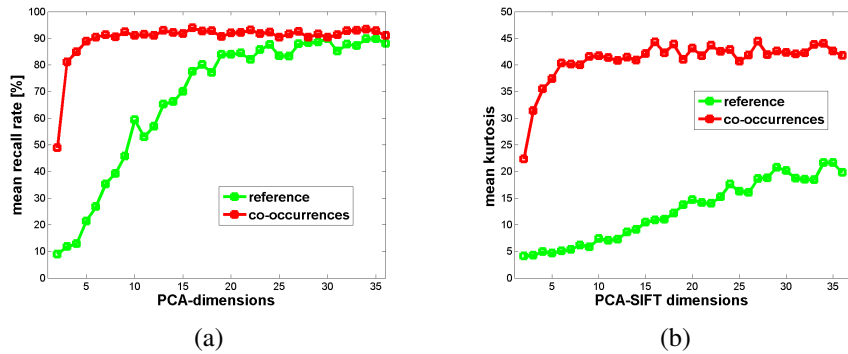 100
90
80
70
60
50
40
30
20
10
0
mean recall rate [%]
reference
co-occurrences
5 10 15 20 25 30 35
PCA-dimensions
(a)
50
45
40
35
30
25
20
15
10
5
0
mean kurtosis
reference
co-occurrences
5 10 15 20 25 30 35
PCA-SIFT dimensions
(b)